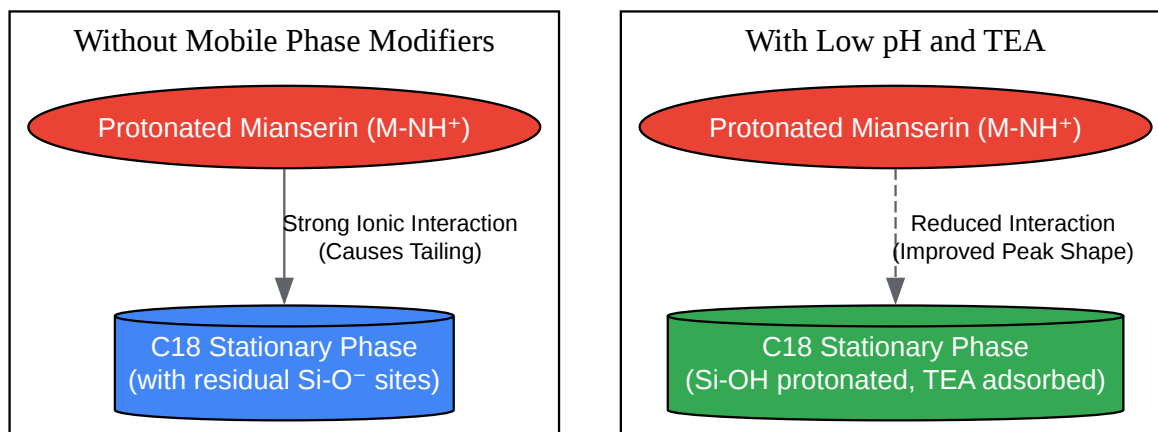 Without Mobile Phase Modifiers
Protonated Mianserin (M-NH⁺)
Strong Ionic Interaction
(Causes Tailing)
C18 Stationary Phase
(with residual Si-O⁻ sites)
With Low pH and TEA
Protonated Mianserin (M-NH⁺)
Reduced Interaction
(Improved Peak Shape)
C18 Stationary Phase
(Si-OH protonated, TEA adsorbed)